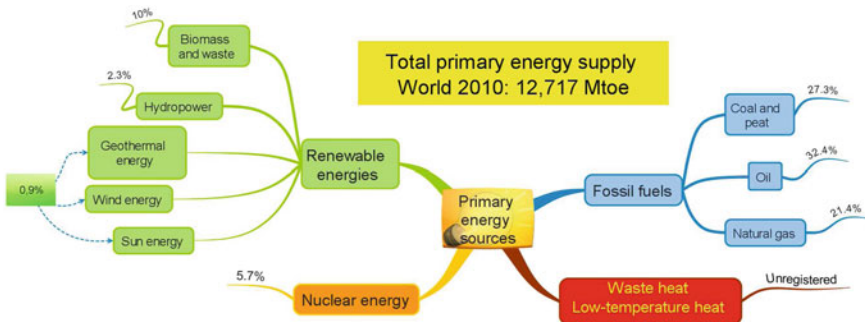 Total primary energy supply
World 2010: 12,717 Mtoe
10%
Biomass
and waste
2.3%
Hydropower
Geothermal
energy
0,9%
Wind energy
Sun energy
Renewable
energies
5.7%
Nuclear energy
Primary
energy
sources
Fossil fuels
27.3%
Coal and
peat
32.4%
Oil
21.4%
Natural gas
Unregistered
Waste heat
Low-temperature heat